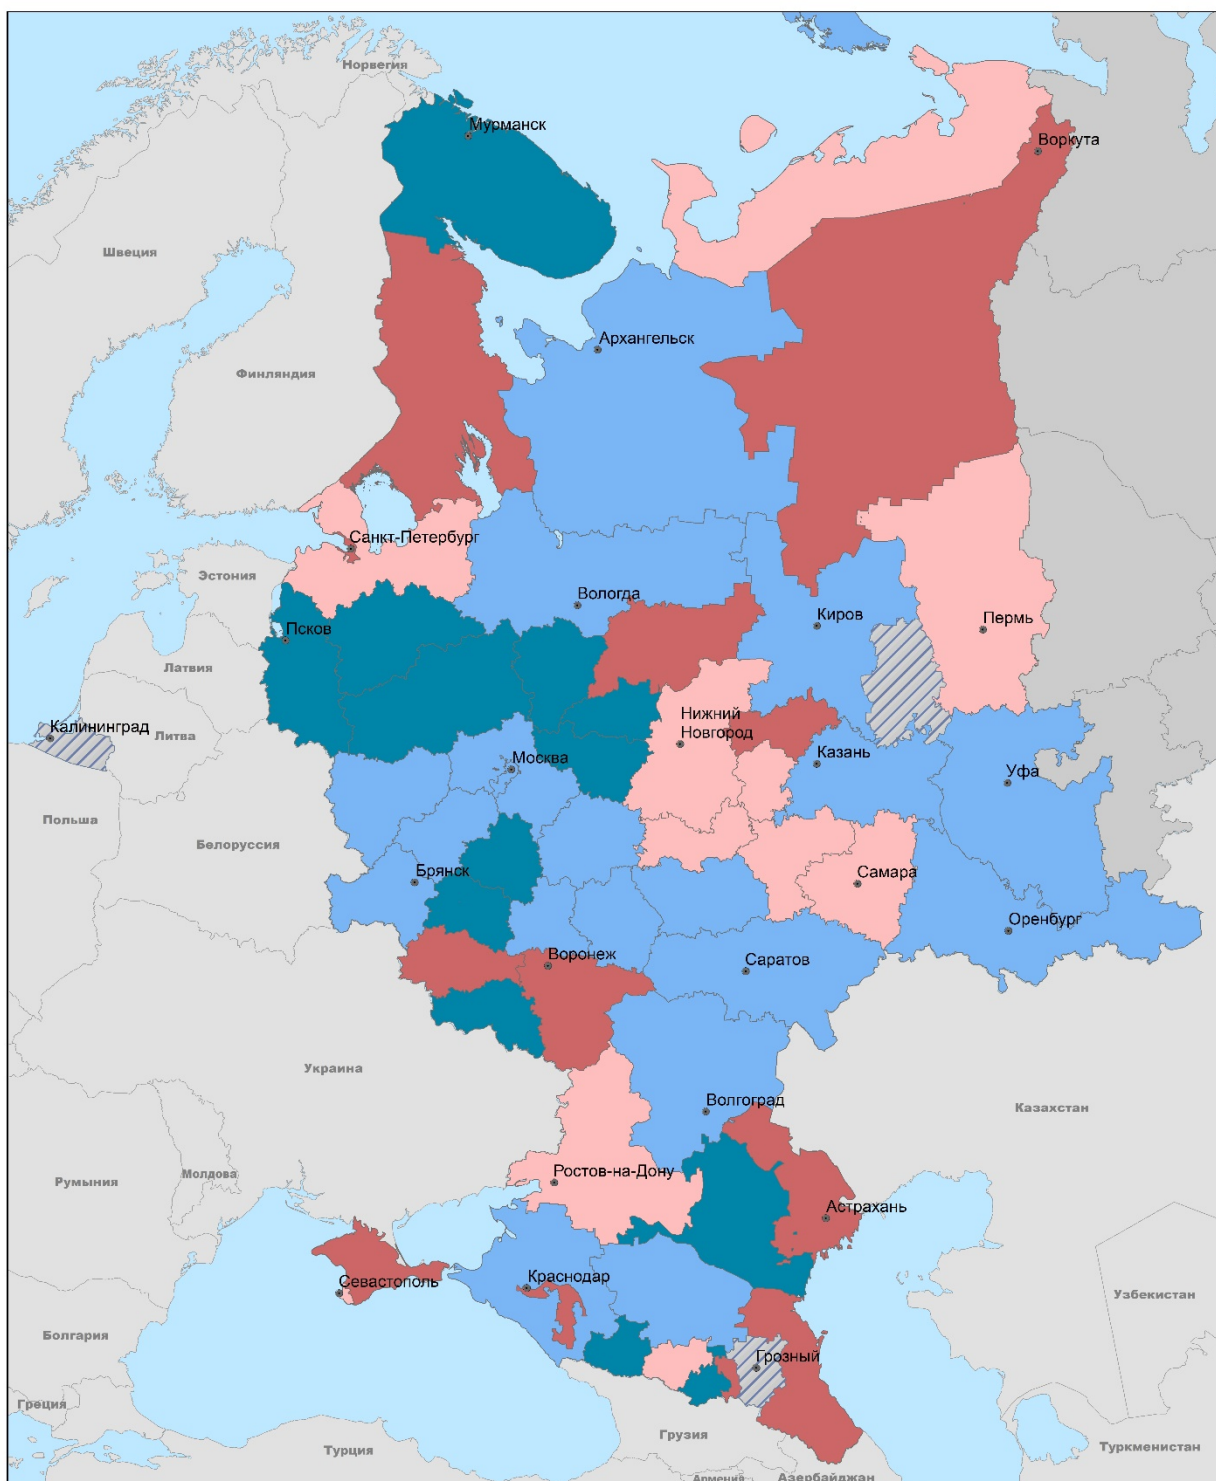 Норвегия
Мурманск
Воркута
Швеция
Архангельск
Финляндия
Санкт-Петербург
Эстония
Вологда
Киров
Пермь
Псков
Латвия
Нижний
Новгород
Калининград
Литва
Москва
Казань
Уфа
Польша
Белоруссия
Брянск
Самара
Оренбург
Воронеж
Саратов
Украина
Волгоград
Казахстан
Молдова
Румыния
Ростов-на-Дону
Астрахань
Севастополь
Краснодар
Узбекистан
Болгария
Грозный
Греция
Грузия
Турция
Туркменистан
Армения
Азербайджан